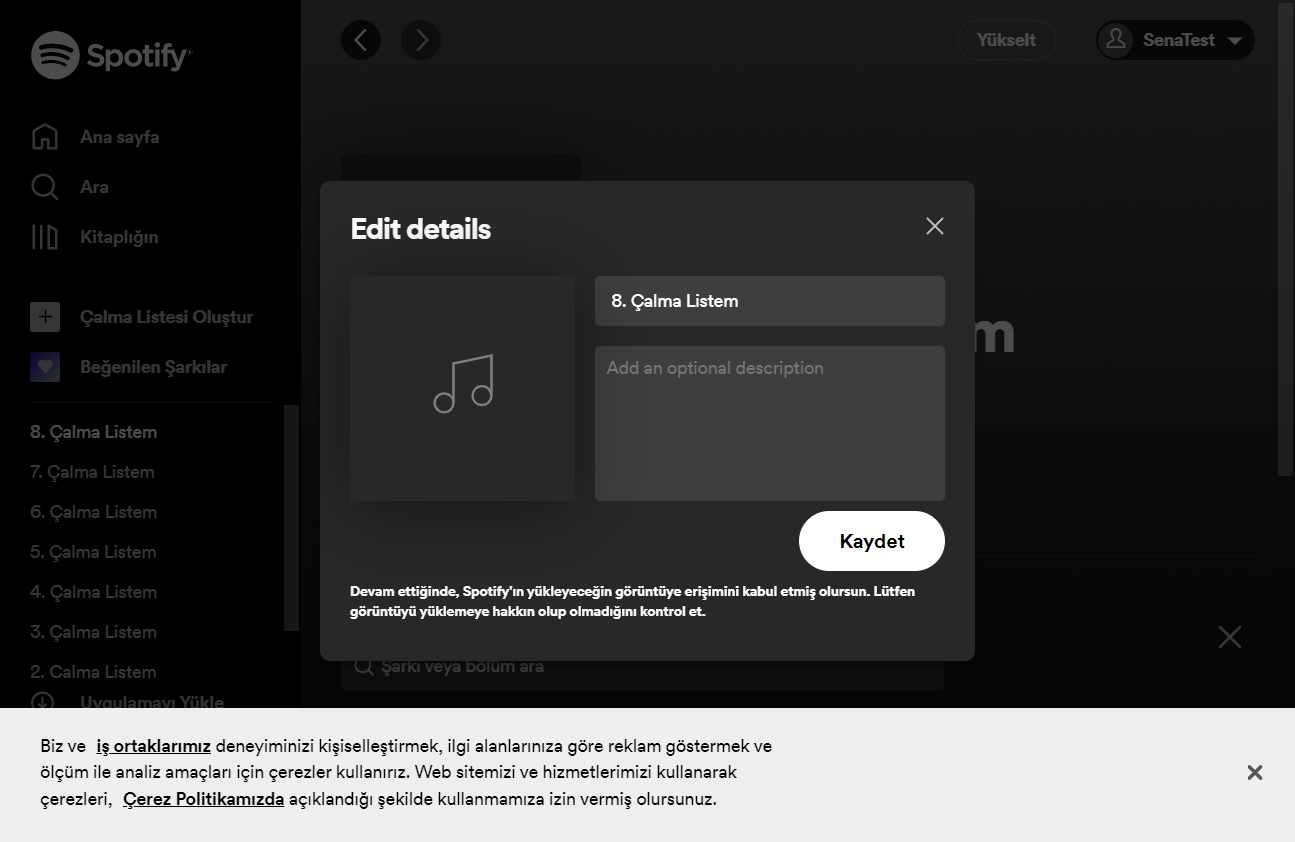 Spotify®
Ana sayfa
Ara
Kitaplığın
Çalma Listesi Oluştur
Beğenilen Şarkılar
8. Çalma Listem
7. Çalma Listem
6. Çalma Listem
5. Çalma Listem
4. Çalma Listem
3. Çalma Listem
2. Çalma Listem
Uygulamayı Yükle
Yükselt
SenaTest
m
Edit details
8. Çalma Listem
Add an optional description
Kaydet
Devam ettiğinde, Spotify'ın yükleyeceğin görüntüye erişimini kabul etmiş olursun. Lütfen
görüntüyü yüklemeye hakkın olup olmadığını kontrol et.
Şarkı veya bölüm ara
Biz ve iş ortaklarımız deneyiminizi kişiselleştirmek, ilgi alanlarınıza göre reklam göstermek ve
ölçüm ile analiz amaçları için çerezler kullanırız. Web sitemizi ve hizmetlerimizi kullanarak
çerezleri, Çerez Politikamızda açıklandığı şekilde kullanmamıza izin vermiş olursunuz.